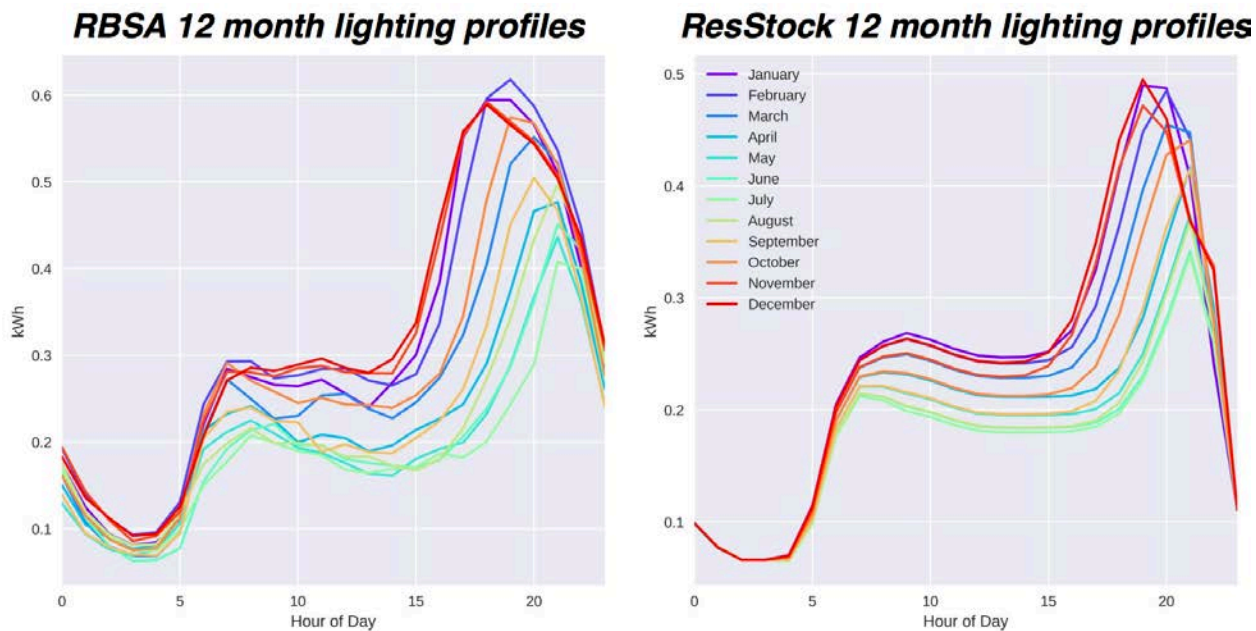 RBSA 12 month lighting profiles
kWh
0.6
0.5
0.4
0.3
0.2
0.1
0 5 10 15 20
Hour of Day
ResStock 12 month lighting profiles
January
February
March
April
May
June
July
August
September
October
November
December
kWh
0.5
0.4
0.3
0.2
0.1
0 5 10 15 20
Hour of Day